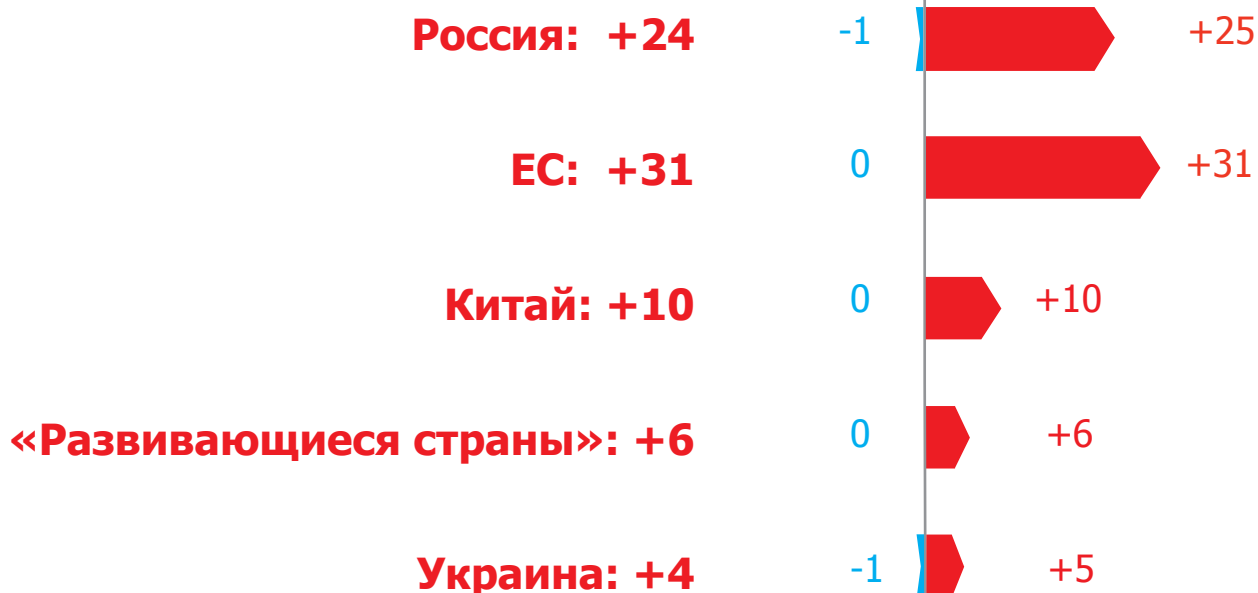 Россия: +24 -1 +25
ЕС: +31 0 +31
Китай: +10 0 +10
«Развивающиеся страны»: +6 0 +6
Украина: +4 -1 +5